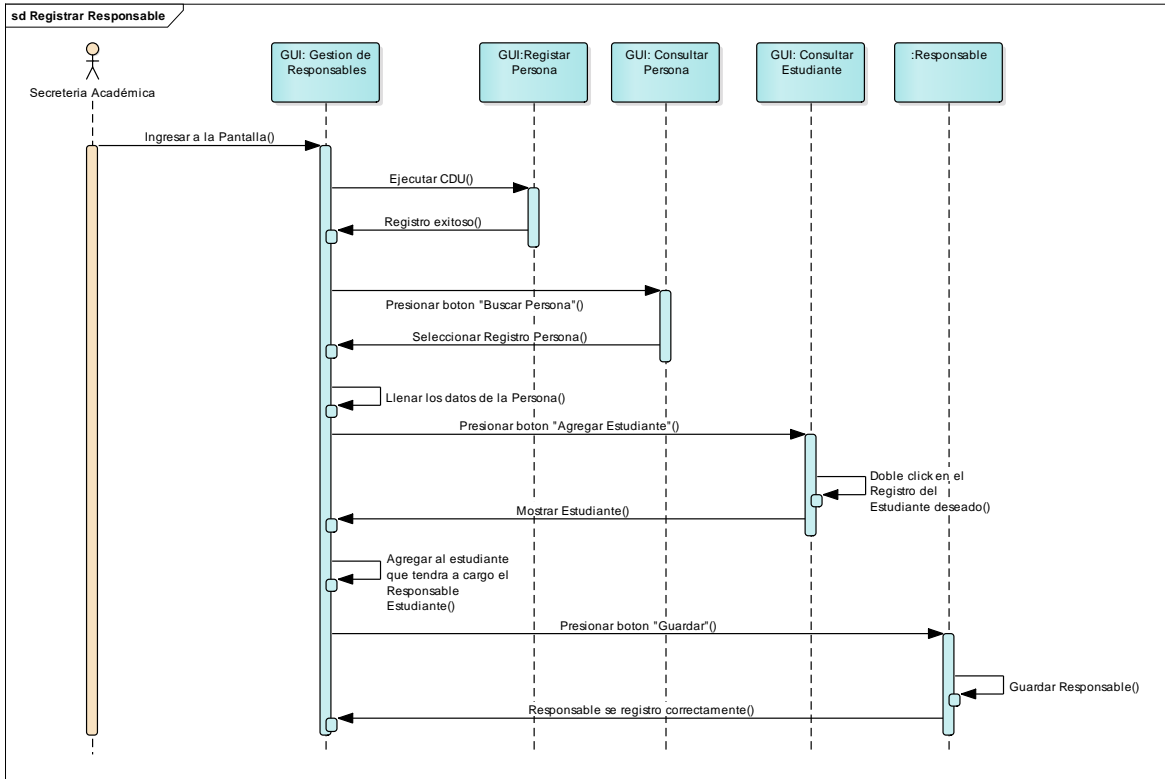 sd Registrar Responsable
Secreteria Académica
GUI: Gestion de
Responsables
GUI:Registar
Persona
GUI: Consultar
Persona
GUI: Consultar
Estudiante
:Responsable
Ingresar a la Pantalla()
Ejecutar CDU()
Registro exitoso()
Presionar boton "Buscar Persona"()
Seleccionar Registro Persona()
Llenar los datos de la Persona()
Presionar boton "Agregar Estudiante"()
Doble click en el
Registro del
Estudiante deseado()
Mostrar Estudiante()
Agregar al estudiante
que tendra a cargo el
Responsable
Estudiante()
Presionar boton "Guardar"()
Guardar Responsable()
Responsable se registro correctamente()